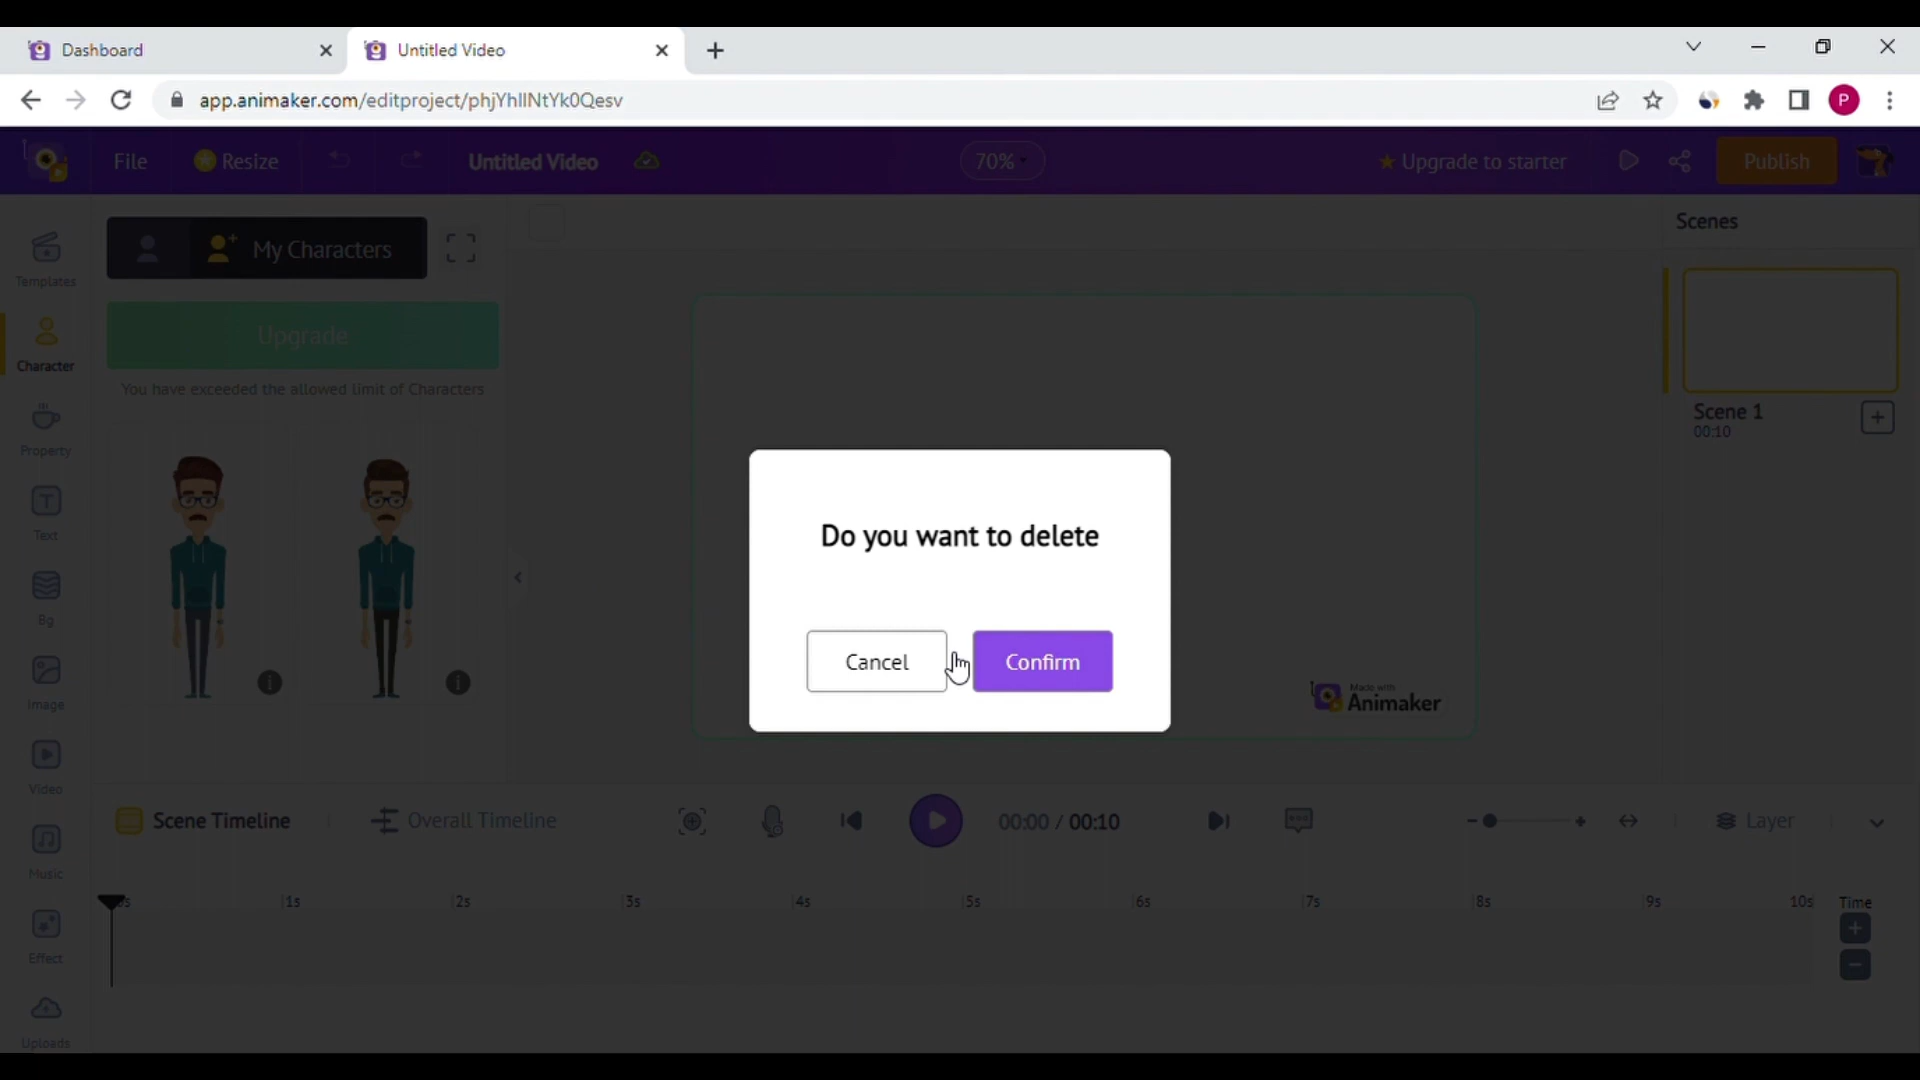 Dashboard
Untitled Video
app.animaker.com/editproject/phjYhlINtYk0Qesv
P
File
Resize
Untitled Video
70%
Upgrade to starter
Publish
Templates
Character
Property
Text
Bg
Image
Video
Music
Effect
Uploads
My Characters
Upgrade
You have exceeded the allowed limit of Characters
Do you want to delete
Cancel
Confirm
Made with
Animaker
Scenes
Scene 1
00:10
Scene Timeline
Overall Timeline
00:00 / 00:10
Layer
0s 1s 2s 3s 4s 5s 6s 7s 8s 9s 10s
Time